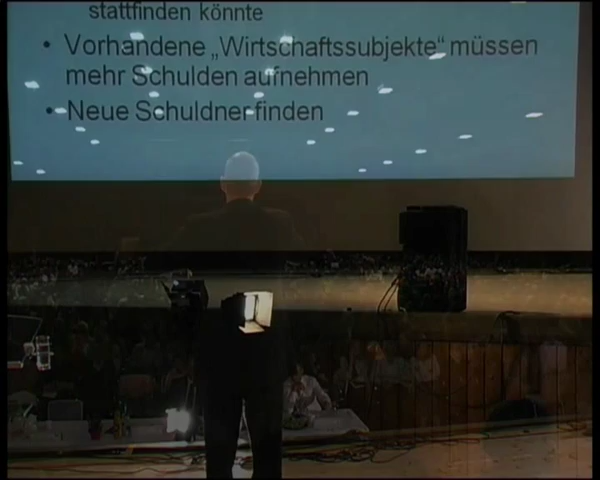 stattfinden könnte
• Vorhandene „Wirtschaftssubjekte“ müssen
mehr Schulden aufnehmen
• Neue Schuldner finden